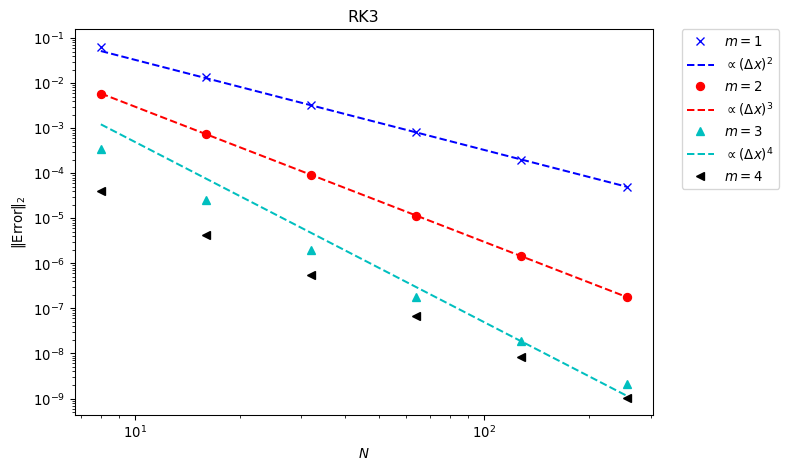 RK3
10⁻¹
10⁻²
10⁻³
10⁻⁴
10⁻⁵
10⁻⁶
10⁻⁷
10⁻⁸
10⁻⁹
‖Error‖₂
10¹
10²
N
m = 1
∝ (Δx)²
m = 2
∝ (Δx)³
m = 3
∝ (Δx)⁴
m = 4